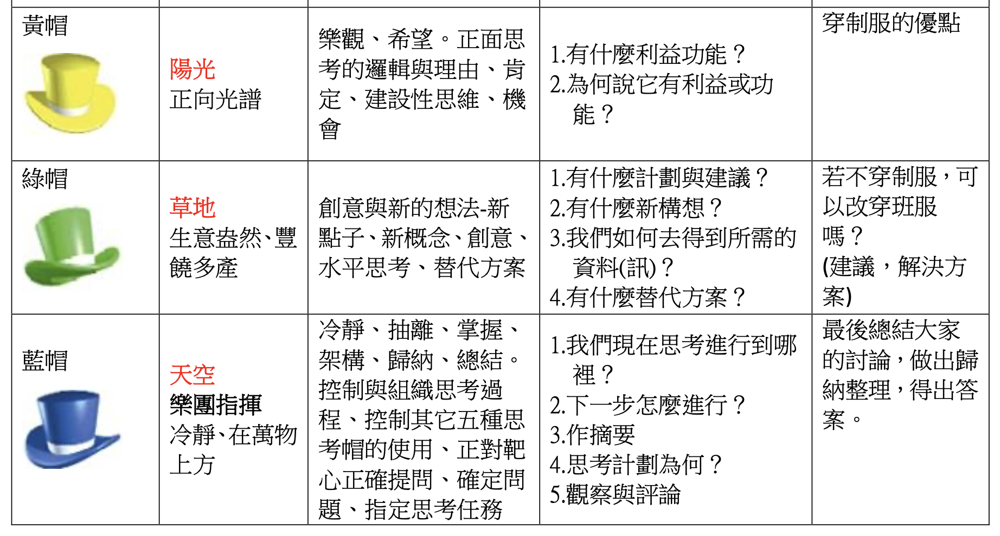 黃帽
陽光
正向光譜
樂觀、希望。正面思
考的邏輯與理由、肯
定、建設性思維、機
會
1.有什麼利益功能？
2.為何說它有利益或功
能？
穿制服的優點
綠帽
草地
生意盎然、豐
饒多產
創意與新的想法-新
點子、新概念、創意、
水平思考、替代方案
1.有什麼計劃與建議？
2.有什麼新構想？
3.我們如何去得到所需的
資料(訊)？
4.有什麼替代方案？
若不穿制服，可
以改穿班服
嗎？
(建議，解決方
案)
藍帽
天空
樂團指揮
冷靜、在萬物
上方
冷靜、抽離、掌握、
架構、歸納、總結。
控制與組織思考過
程、控制其它五種思
考帽的使用、正對靶
心正確提問、確定問
題、指定思考任務
1.我們現在思考進行到哪
裡？
2.下一步怎麼進行？
3.作摘要
4.思考計劃為何？
5.觀察與評論
最後總結大家
的討論，做出歸
納整理，得出答
案。